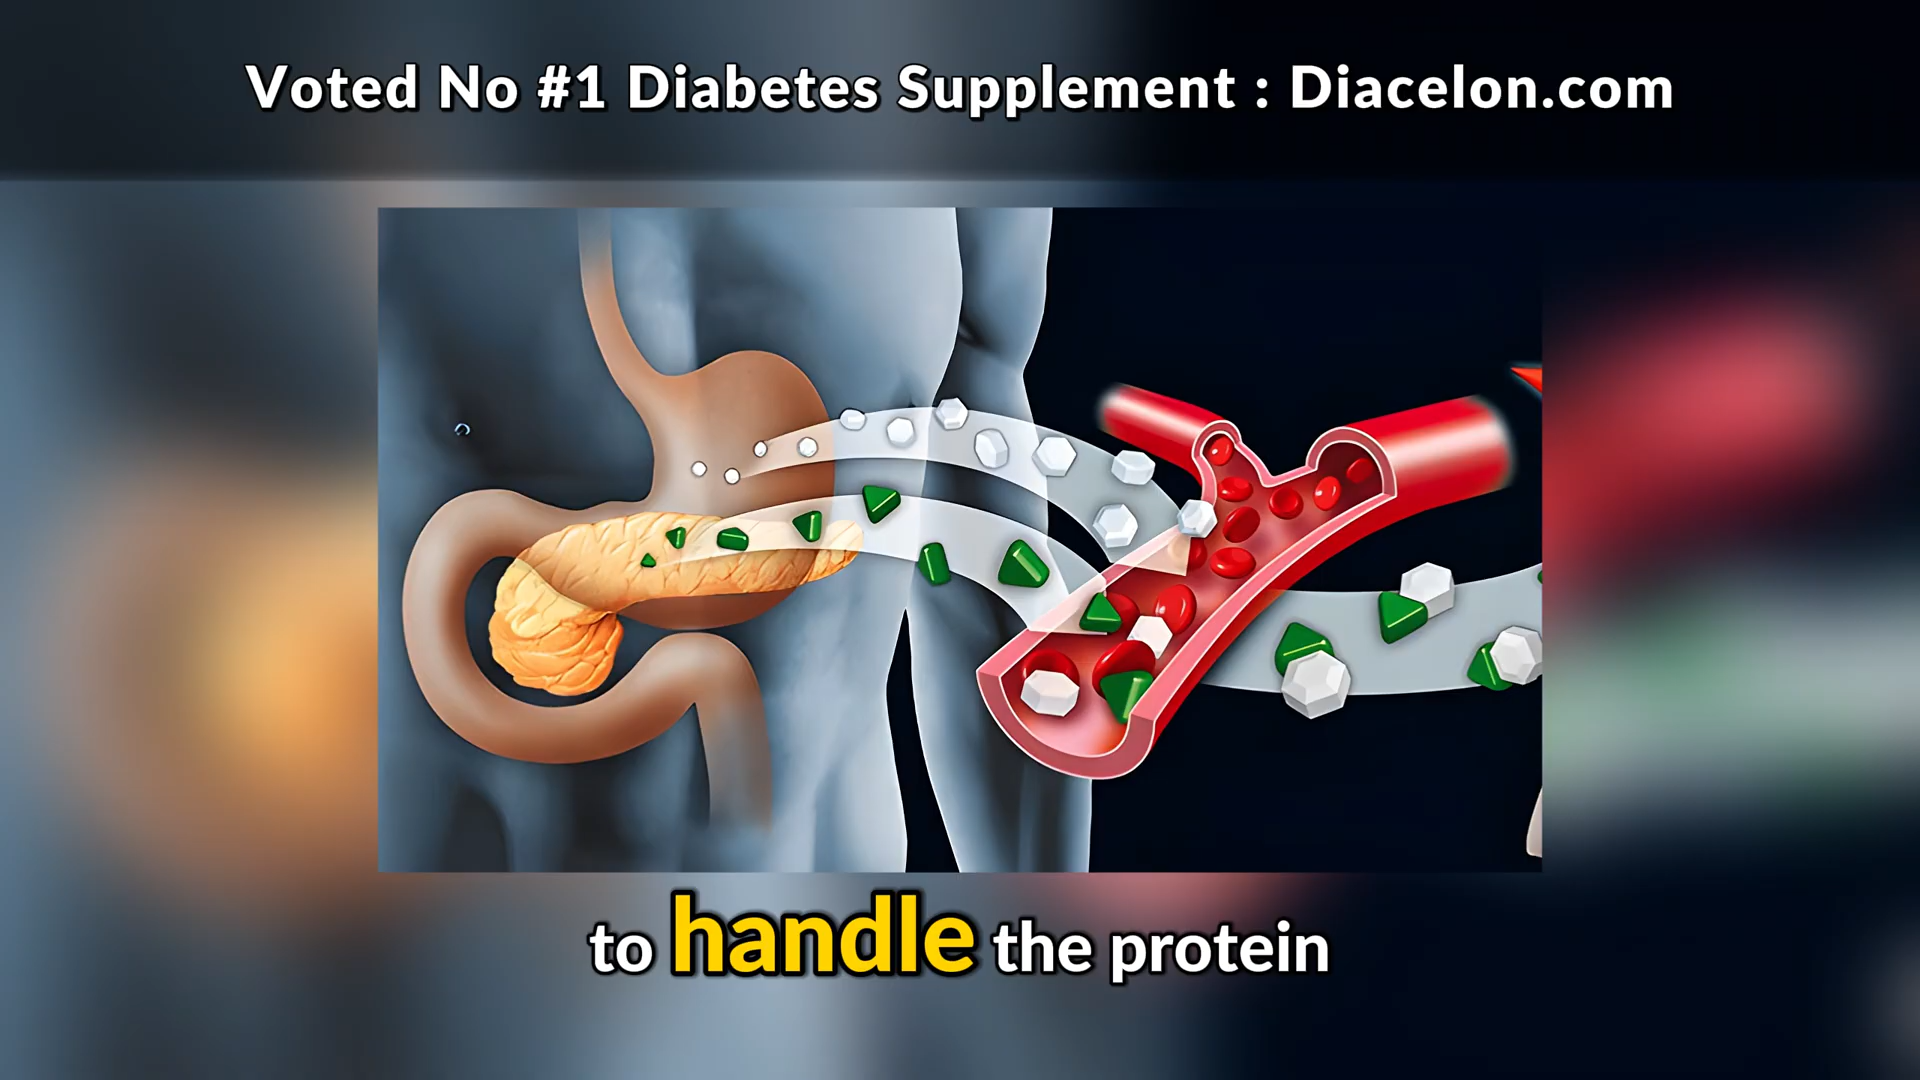 Voted No #1 Diabetes Supplement : Diacelon.com
to handle the protein